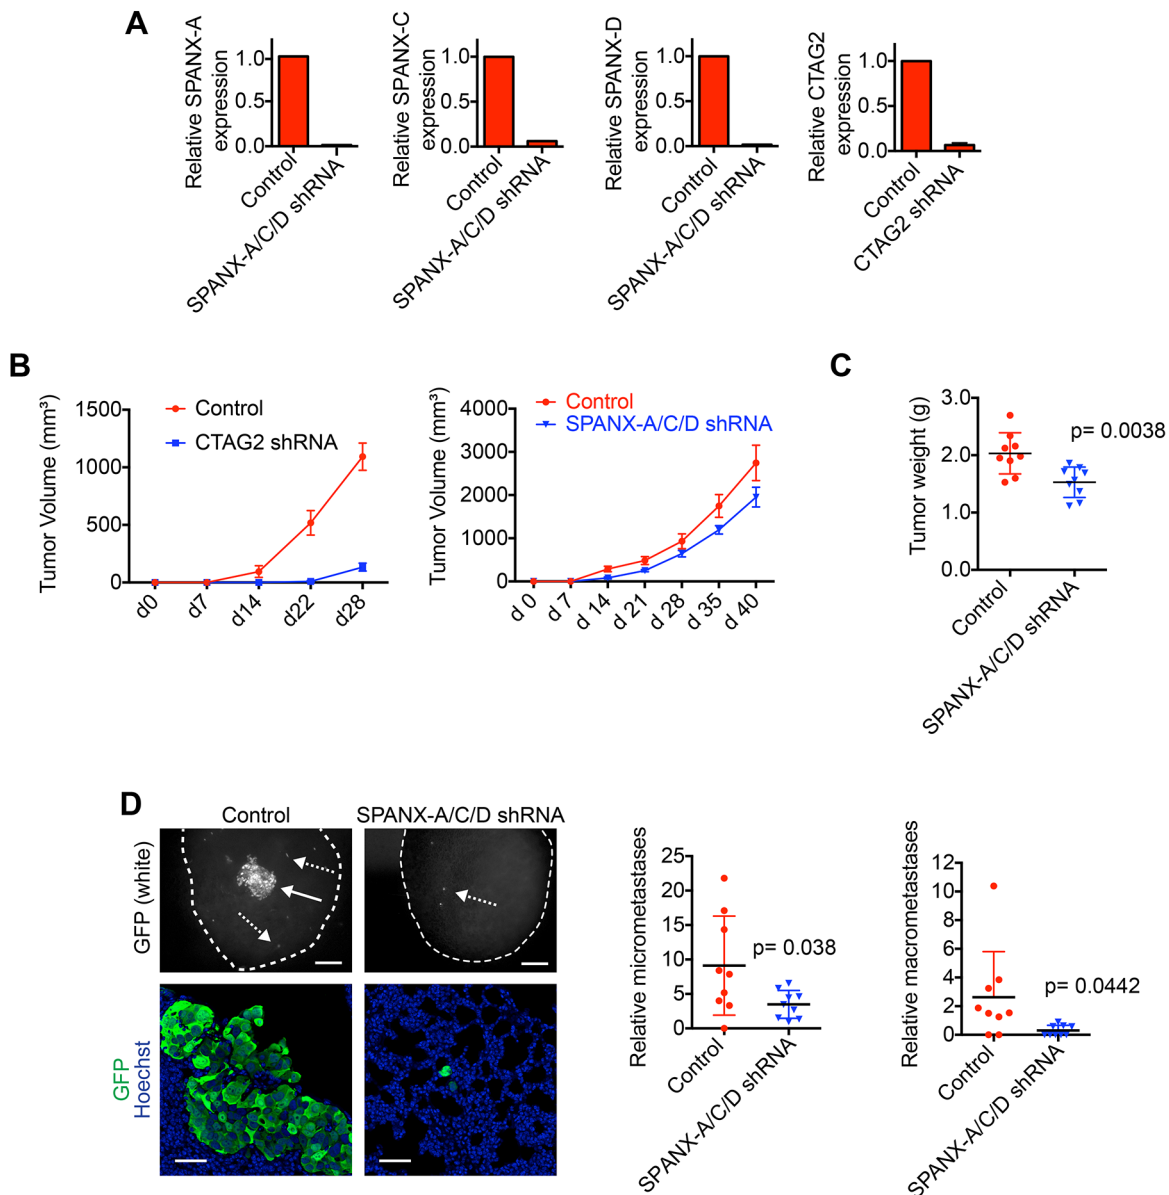 A
Relative SPANX-A
expression
1.0
0.5
0.0
Control
SPANX-A/C/D shRNA
Relative SPANX-C
expression
1.0
0.5
0.0
Control
SPANX-A/C/D shRNA
Relative SPANX-D
expression
1.0
0.5
0.0
Control
SPANX-A/C/D shRNA
Relative CTAG2
expression
1.0
0.5
0.0
Control
CTAG2 shRNA
B
Tumor Volume (mm³)
1500
1000
500
0
Control
CTAG2 shRNA
d0
d7
d14
d22
d28
Tumor Volume (mm³)
4000
3000
2000
1000
0
Control
SPANX-A/C/D shRNA
d 0
d 7
d 14
d 21
d 28
d 35
d 40
C
Tumor weight (g)
3.0
2.0
1.0
0.0
p= 0.0038
Control
SPANX-A/C/D shRNA
D
Control
SPANX-A/C/D shRNA
GFP (white)
GFP
Hoechst
Relative micrometastases
25
20
15
10
5
0
p= 0.038
Control
SPANX-A/C/D shRNA
Relative macrometastases
12
10
8
6
4
2
0
p= 0.0442
Control
SPANX-A/C/D shRNA